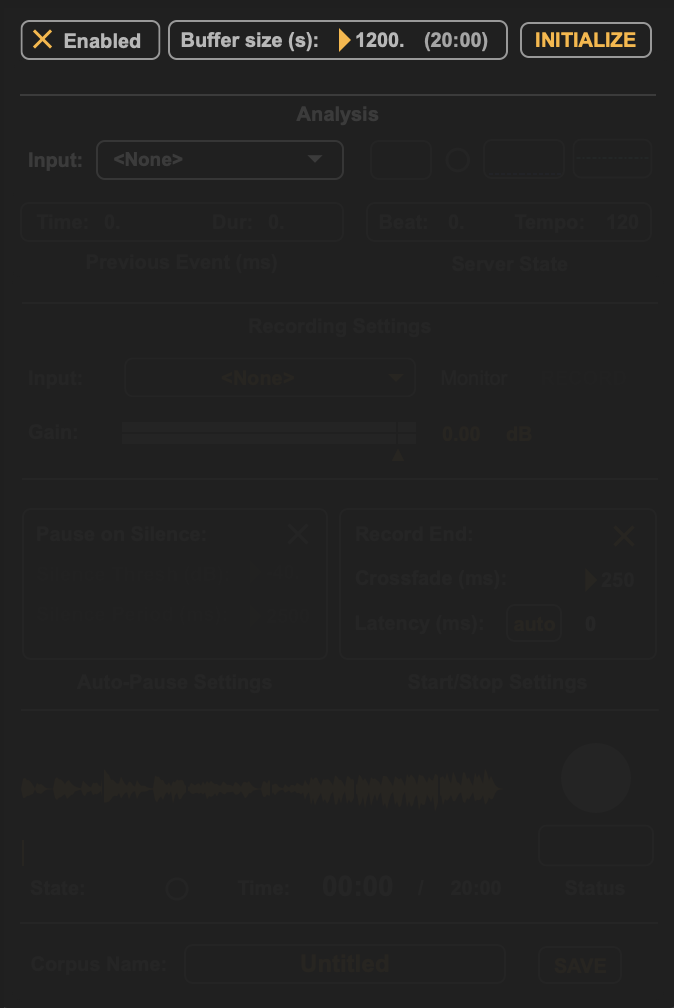 Enabled Buffer size (s): 1200. (20:00) INITIALIZE
Analysis
Input: <None>
Time: 0. Dur: 0. Beat: 0. Tempo: 120
Previous Event (ms) Server State
Recording Settings
Input: <None> Monitor
Gain: 0.00 dB
Pause on Silence: Record End:
Crossfade (ms): 250
Latency (ms): auto 0
Auto-Pause Settings Start/Stop Settings
State: Time: 00:00 / 20:00 Status
Corpus Name: Untitled SAVE